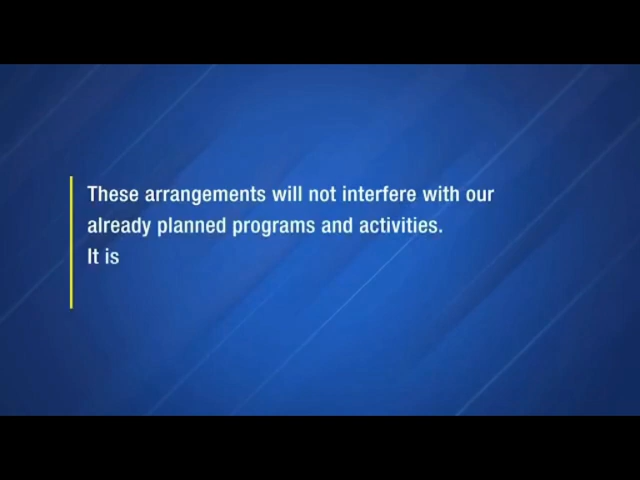 These arrangements will not interfere with our
already planned programs and activities.
It is